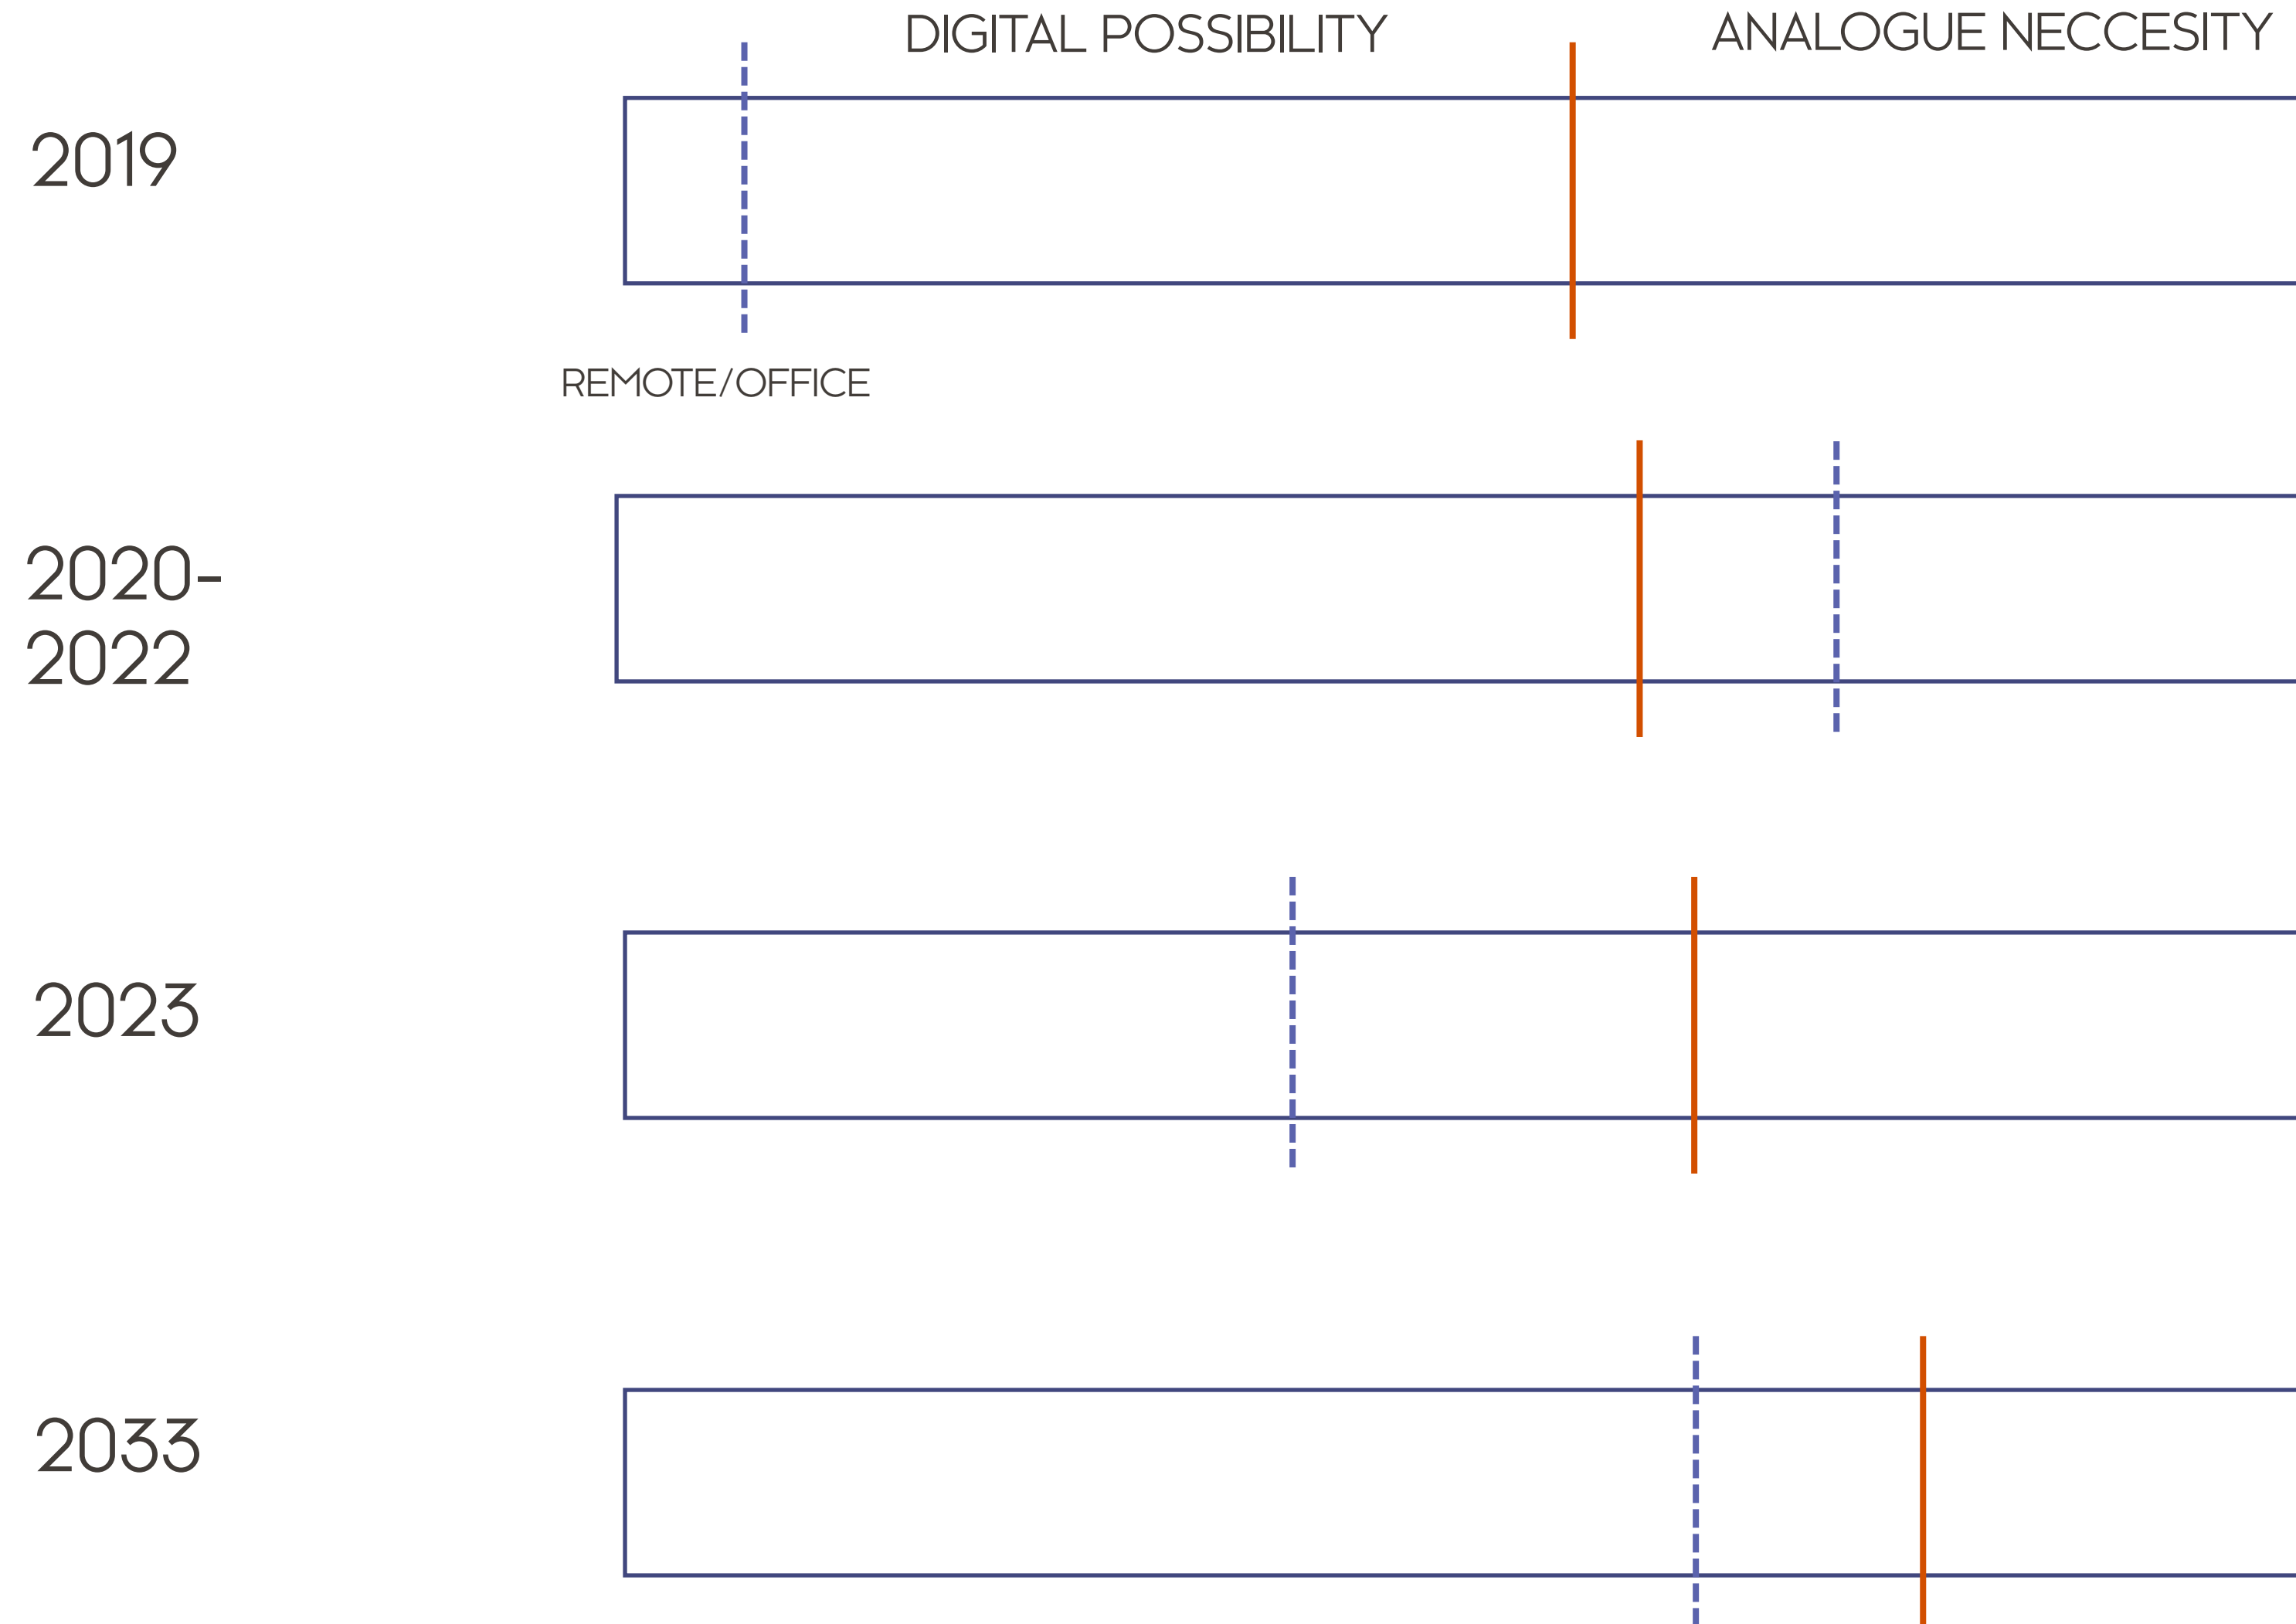 DIGITAL POSSIBILITY
ANALOGUE NECCESITY
2019
REMOTE/OFFICE
2020-
2022
2023
2033